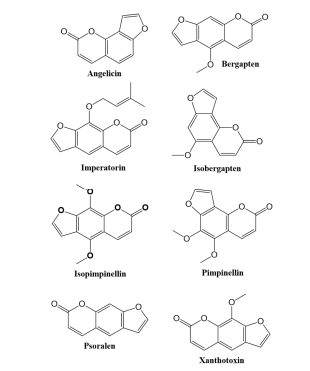 Angelicin
Bergapten
Imperatorin
Isobergapten
Isopimpinellin
Pimpinellin
Psoralen
Xanthotoxin